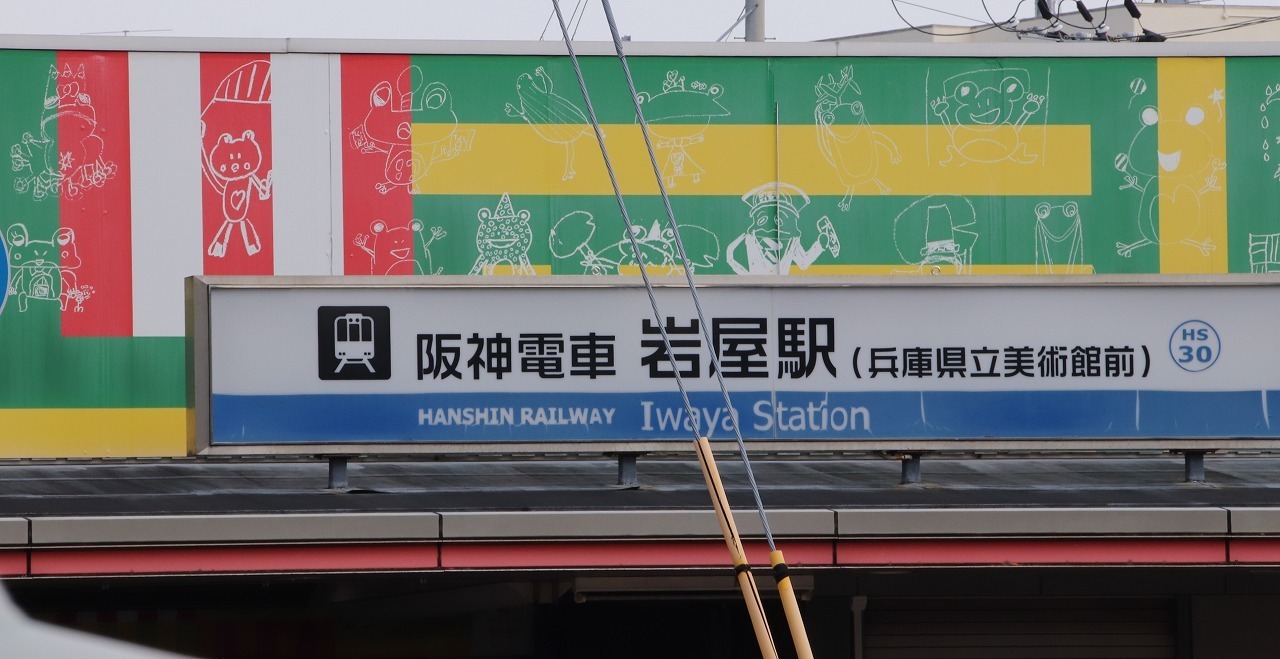 阪神電車 岩屋駅 (兵庫県立美術館前)
HS
30
HANSHIN RAILWAY Iwaya Station